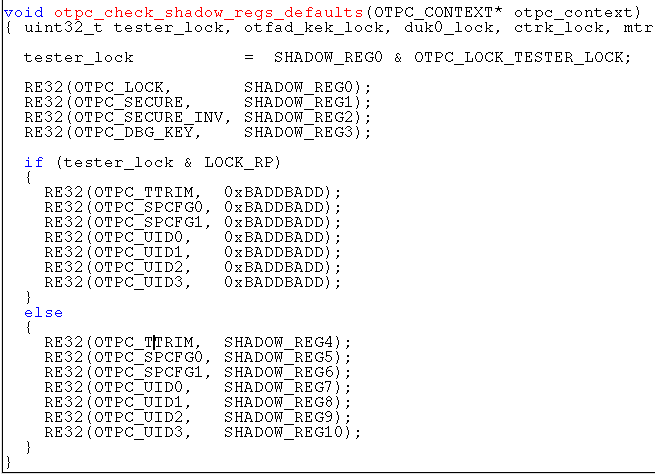 void otpc_check_shadow_regs_defaults(OTPC_CONTEXT* otpc_context)
{ uint32_t tester_lock, otfad_kek_lock, duk0_lock, ctrk_lock, mtr
tester_lock = SHADOW_REG0 & OTPC_LOCK_TESTER_LOCK;
RE32(OTPC_LOCK, SHADOW_REG0);
RE32(OTPC_SECURE, SHADOW_REG1);
RE32(OTPC_SECURE_INV, SHADOW_REG2);
RE32(OTPC_DBG_KEY, SHADOW_REG3);
if (tester_lock & LOCK_RP)
{
RE32(OTPC_TTRIM, 0xBADDBADD);
RE32(OTPC_SPCFG0, 0xBADDBADD);
RE32(OTPC_SPCFG1, 0xBADDBADD);
RE32(OTPC_UID0, 0xBADDBADD);
RE32(OTPC_UID1, 0xBADDBADD);
RE32(OTPC_UID2, 0xBADDBADD);
RE32(OTPC_UID3, 0xBADDBADD);
}
else
{
RE32(OTPC_TTRIM, SHADOW_REG4);
RE32(OTPC_SPCFG0, SHADOW_REG5);
RE32(OTPC_SPCFG1, SHADOW_REG6);
RE32(OTPC_UID0, SHADOW_REG7);
RE32(OTPC_UID1, SHADOW_REG8);
RE32(OTPC_UID2, SHADOW_REG9);
RE32(OTPC_UID3, SHADOW_REG10);
}
}